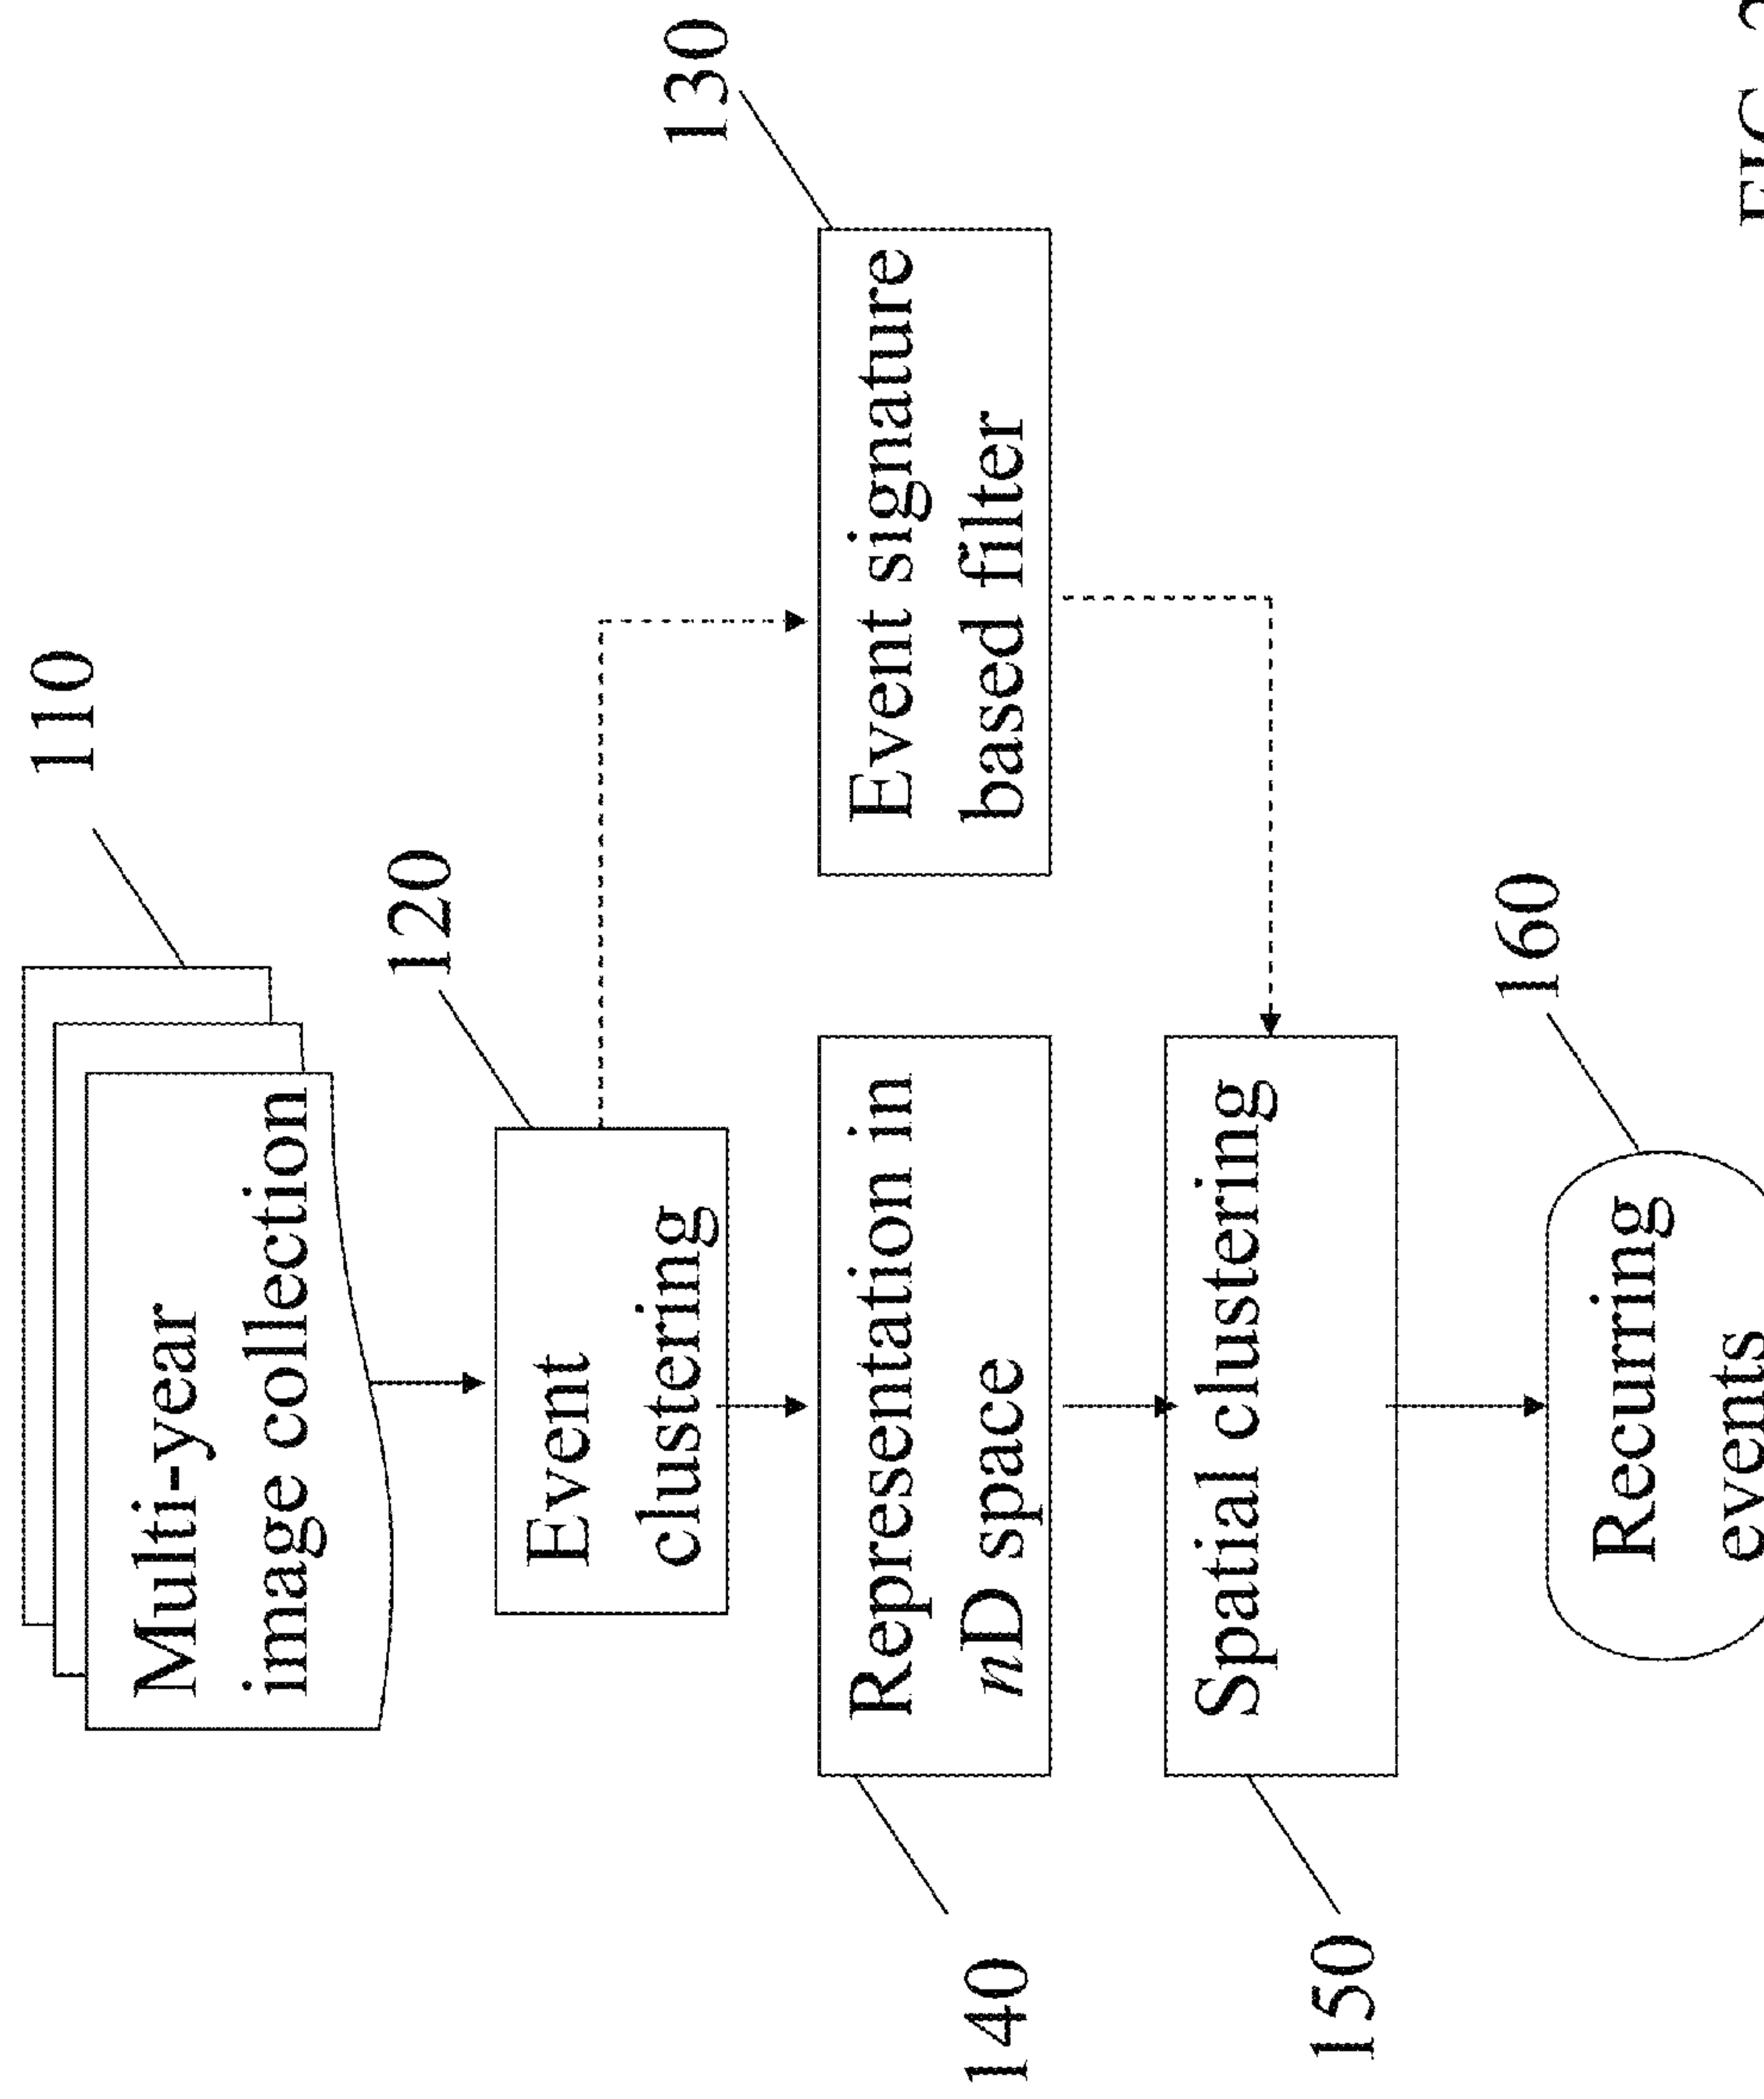 110
Multi-year
image collection
120
Event
clustering
130
Event signature
based filter
140
Representation in
nD space
150
Spatial clustering
160
Recurring
events
FIG